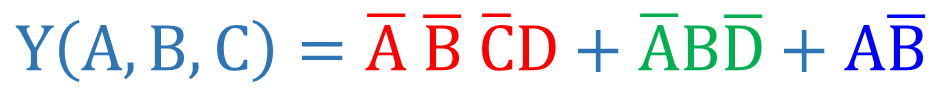 Y(A, B, C) = A̅ B̅ C̅D + A̅BD̅ + AB̅